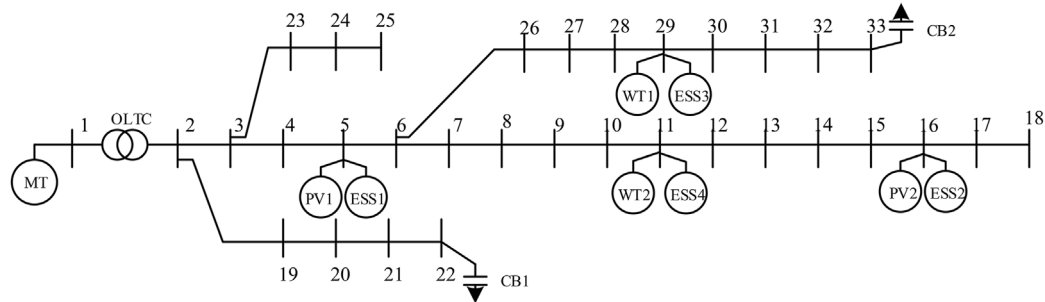 23 24 25
26 27 28 29 30 31 32 33 CB2
WT1 ESS3
1 OLTC 2 3 4 5 6 7 8 9 10 11 12 13 14 15 16 17 18
MT PV1 ESS1 WT2 ESS4 PV2 ESS2
19 20 21 22 CB1